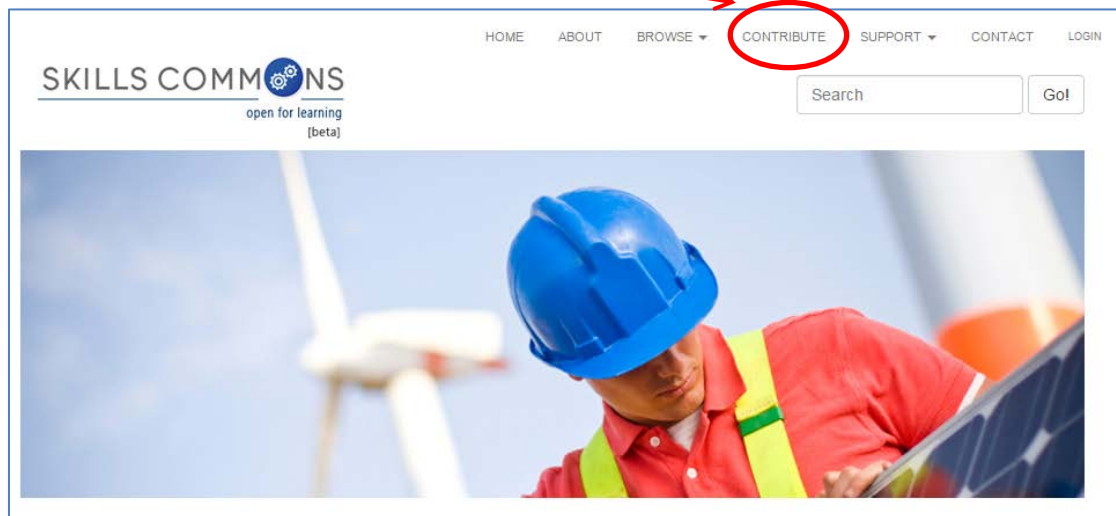 HOME ABOUT BROWSE CONTRIBUTE SUPPORT CONTACT LOGIN
SKILLS COMMONS
open for learning
[beta]
Search Go!